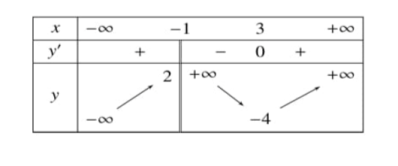 x −∞ −1 3 +∞
y′ + − 0 +
2 +∞ +∞
y
−∞ −4